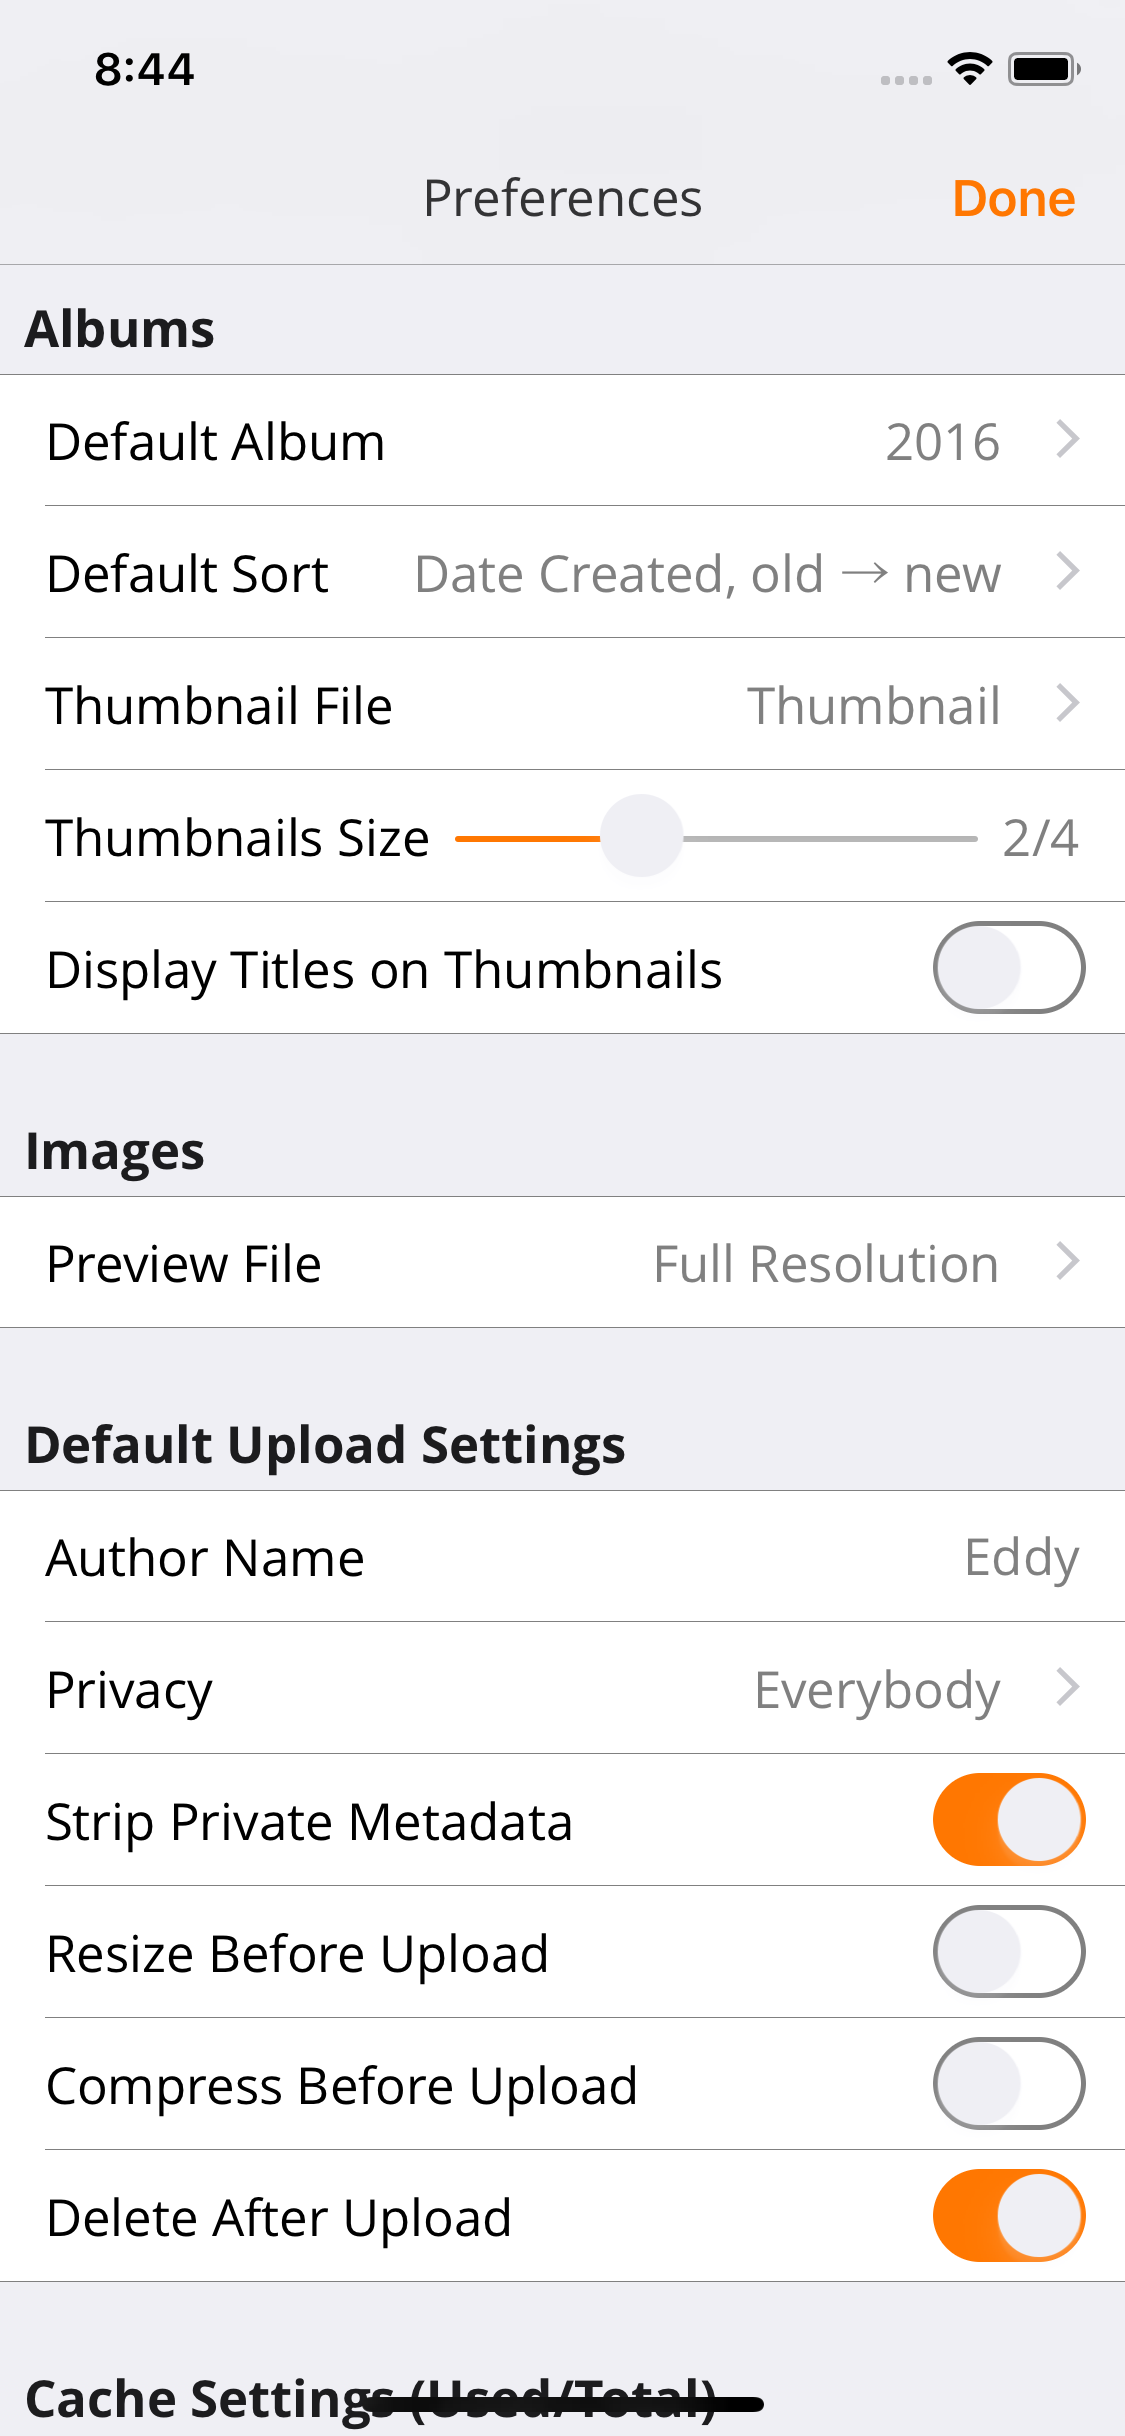 8:44
Preferences
Done
Albums
Default Album 2016
Default Sort Date Created, old → new
Thumbnail File Thumbnail
Thumbnails Size 2/4
Display Titles on Thumbnails
Images
Preview File Full Resolution
Default Upload Settings
Author Name Eddy
Privacy Everybody
Strip Private Metadata
Resize Before Upload
Compress Before Upload
Delete After Upload
Cache Settings (Used/Total)